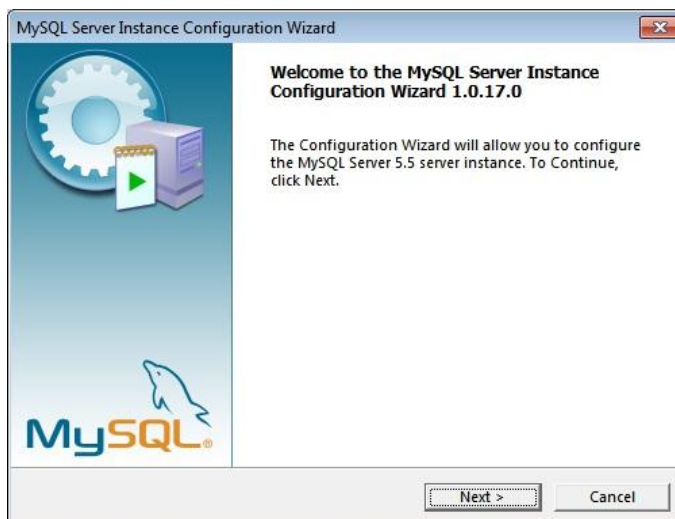 MySQL Server Instance Configuration Wizard
Welcome to the MySQL Server Instance
Configuration Wizard 1.0.17.0
The Configuration Wizard will allow you to configure
the MySQL Server 5.5 server instance. To Continue,
click Next.
MySQL®
Next >
Cancel